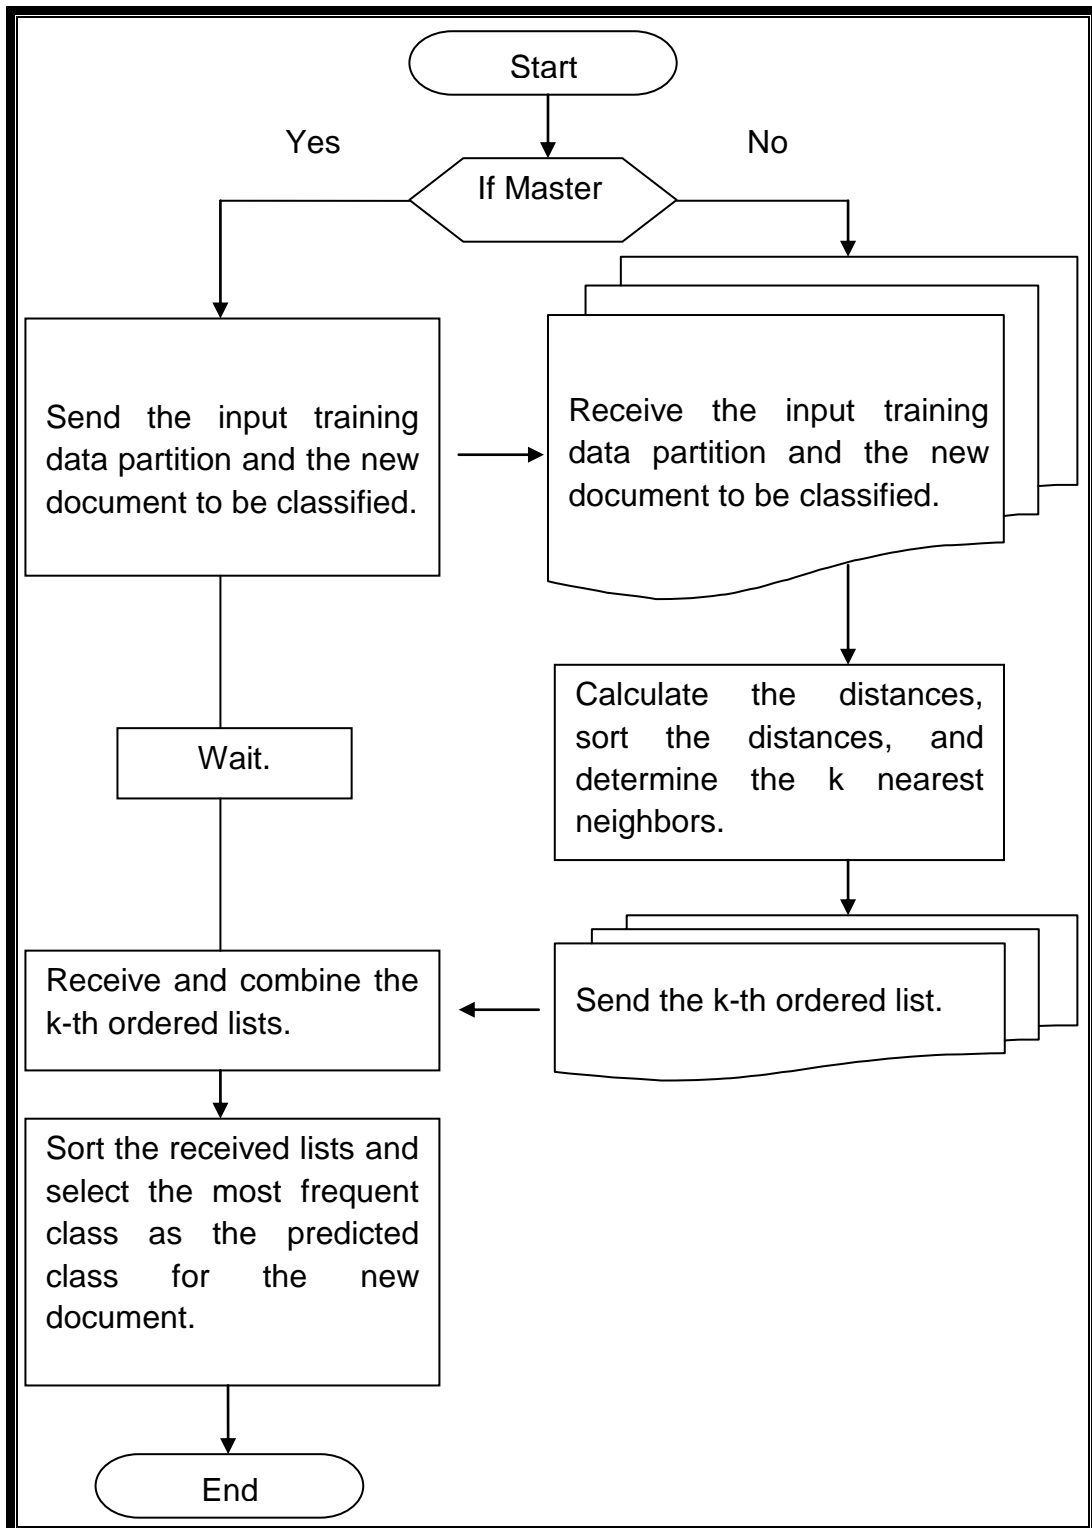 Start
Yes
No
If Master
Send the input training
data partition and the new
document to be classified.
Receive the input training
data partition and the new
document to be classified.
Calculate the distances,
sort the distances, and
determine the k nearest
neighbors.
Wait.
Receive and combine the
k-th ordered lists.
Send the k-th ordered list.
Sort the received lists and
select the most frequent
class as the predicted
class for the new
document.
End